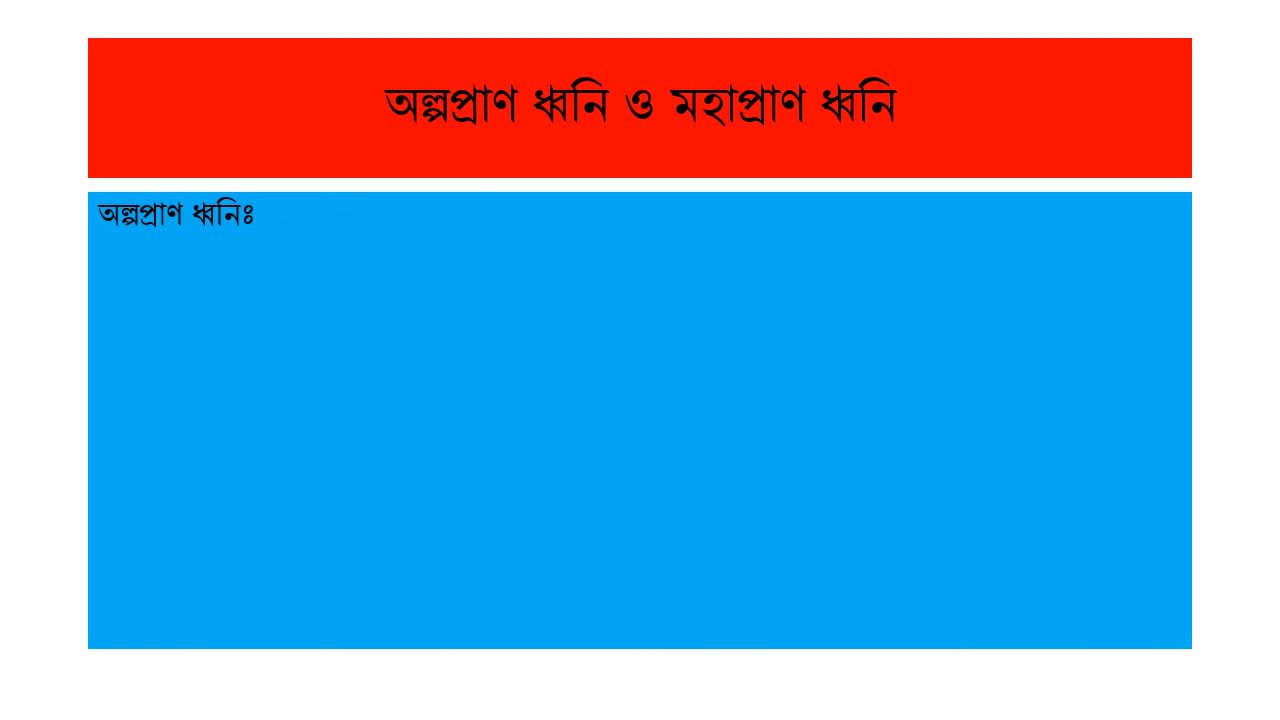 অল্পপ্রাণ ধ্বনি ও মহাপ্রাণ ধ্বনি
অল্পপ্রাণ ধ্বনিঃ